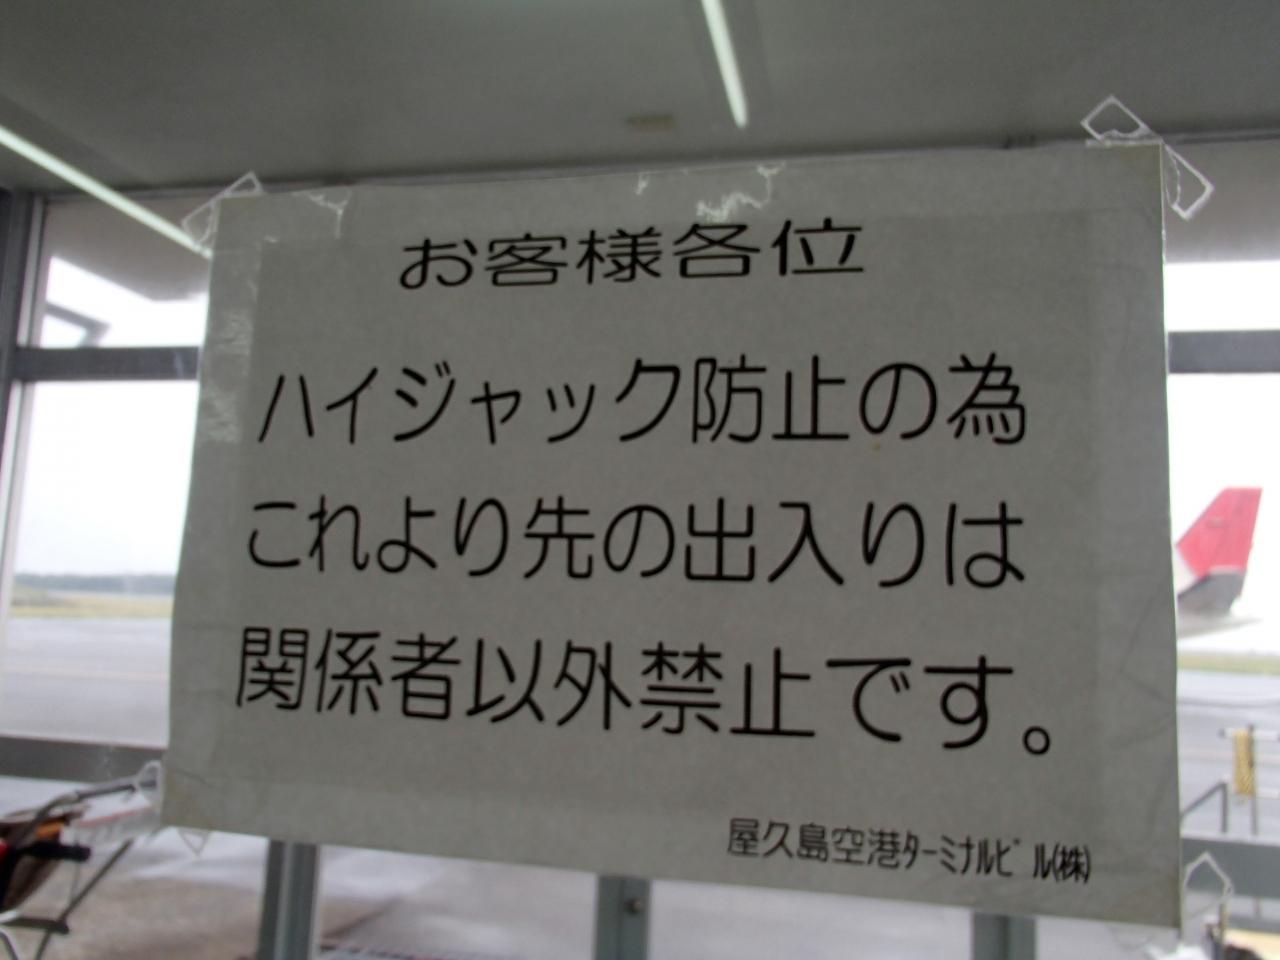 お客様各位
ハイジャック防止の為
これより先の出入りは
関係者以外禁止です。
屋久島空港ﾀｰﾐﾅﾙﾋﾞﾙ㈱